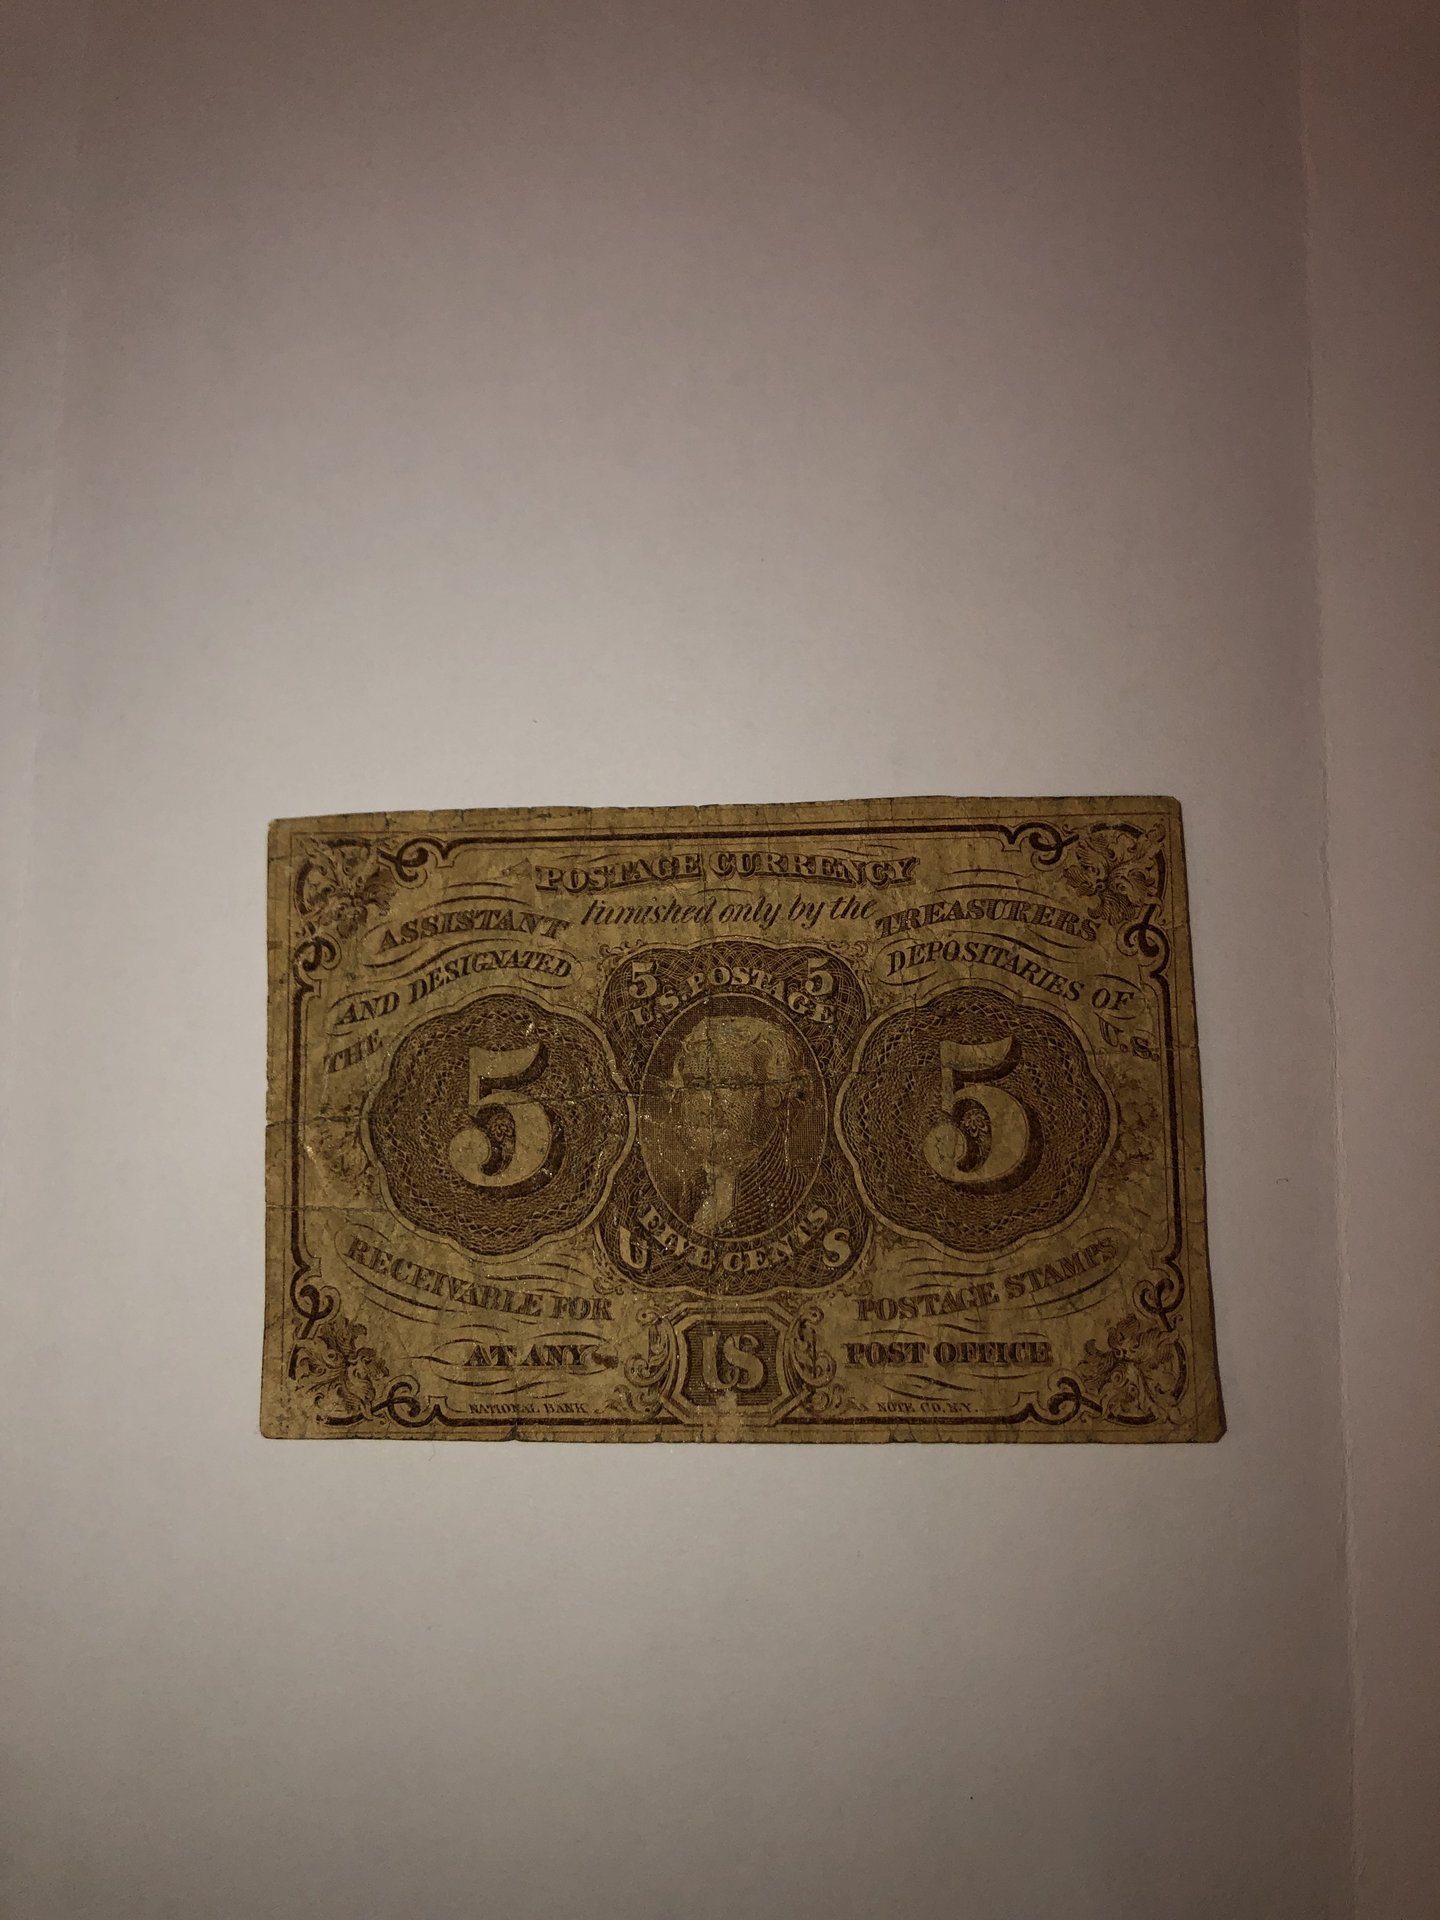 POSTAGE CURRENCY
furnished only by the
ASSISTANT TREASURERS
AND DESIGNATED DEPOSITARIES OF
THE U.S.
5 5
U.S. POSTAGE
5 5
FIVE CENTS
U S
RECEIVABLE FOR POSTAGE STAMPS
AT ANY US POST OFFICE
NATIONAL BANK NOTE CO. N.Y.